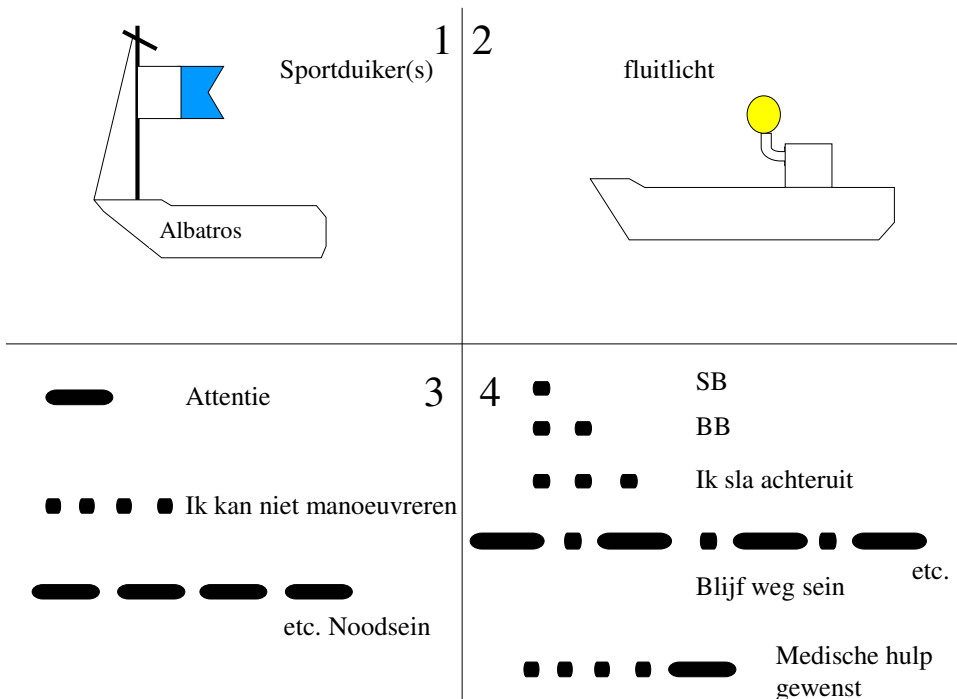 1
Sportduiker(s)
Albatros
2
fluitlicht
3
Attentie
Ik kan niet manoeuvreren
etc. Noodsein
4
SB
BB
Ik sla achteruit
etc.
Blijf weg sein
Medische hulp
gewenst